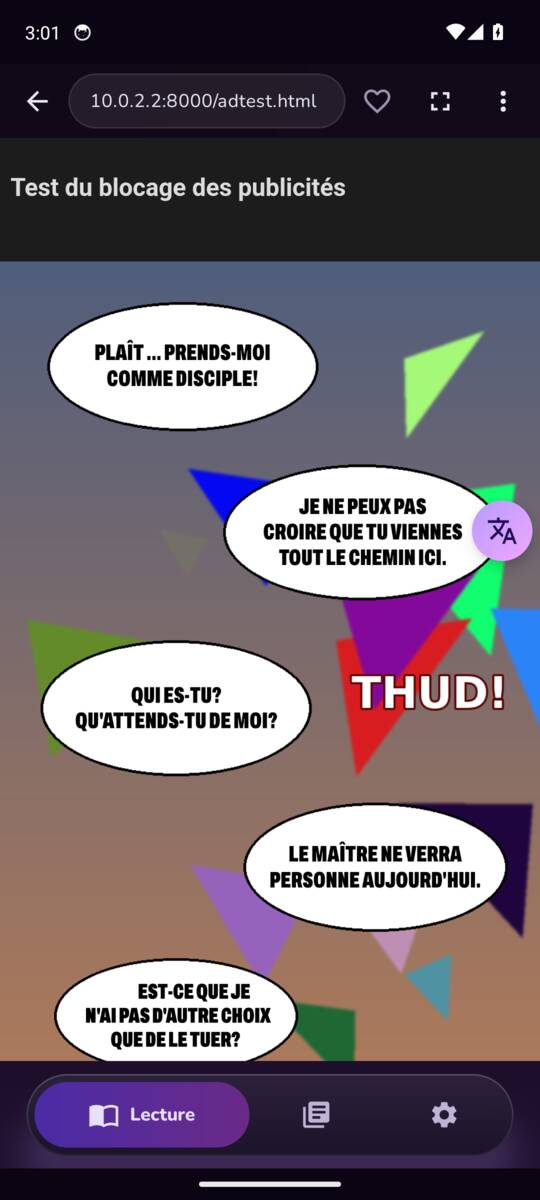 3:01
10.0.2.2:8000/adtest.html
Test du blocage des publicités
PLAÎT ... PRENDS-MOI
COMME DISCIPLE!
JE NE PEUX PAS
CROIRE QUE TU VIENNES
TOUT LE CHEMIN ICI.
QUI ES-TU?
QU'ATTENDS-TU DE MOI?
THUD!
LE MAÎTRE NE VERRA
PERSONNE AUJOURD'HUI.
EST-CE QUE JE
N'AI PAS D'AUTRE CHOIX
QUE DE LE TUER?
Lecture